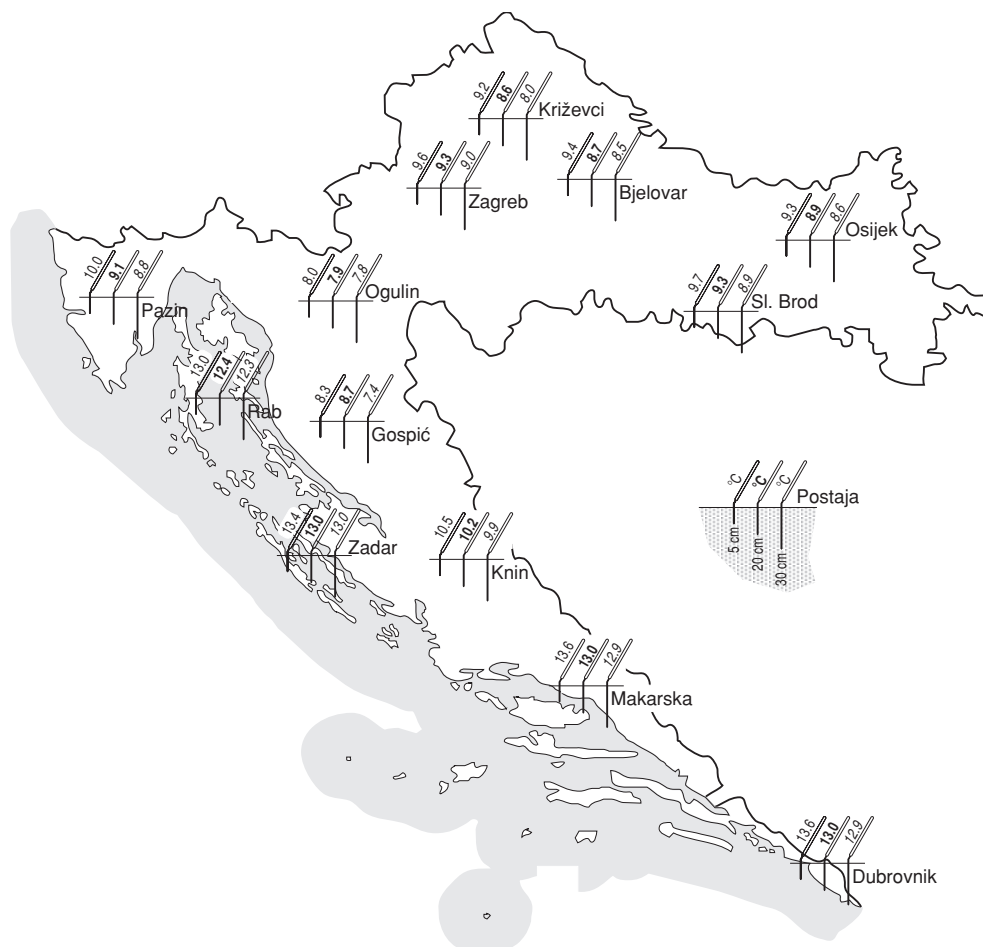 9.2 8.6 8.0
Križevci
9.6 9.3 9.0
Zagreb
9.4 8.7 8.5
Bjelovar
9.3 8.9 8.6
Osijek
10.0 9.1 8.8
Pazin
8.0 7.9 7.8
Ogulin
9.7 9.3 8.9
Sl. Brod
13.0 12.4 12.3
Rab
8.3 8.7 7.4
Gospić
°C °C °C
Postaja
5 cm
20 cm
30 cm
13.4 13.0 13.0
Zadar
10.5 10.2 9.9
Knin
13.6 13.0 12.9
Makarska
13.6 13.0 12.9
Dubrovnik